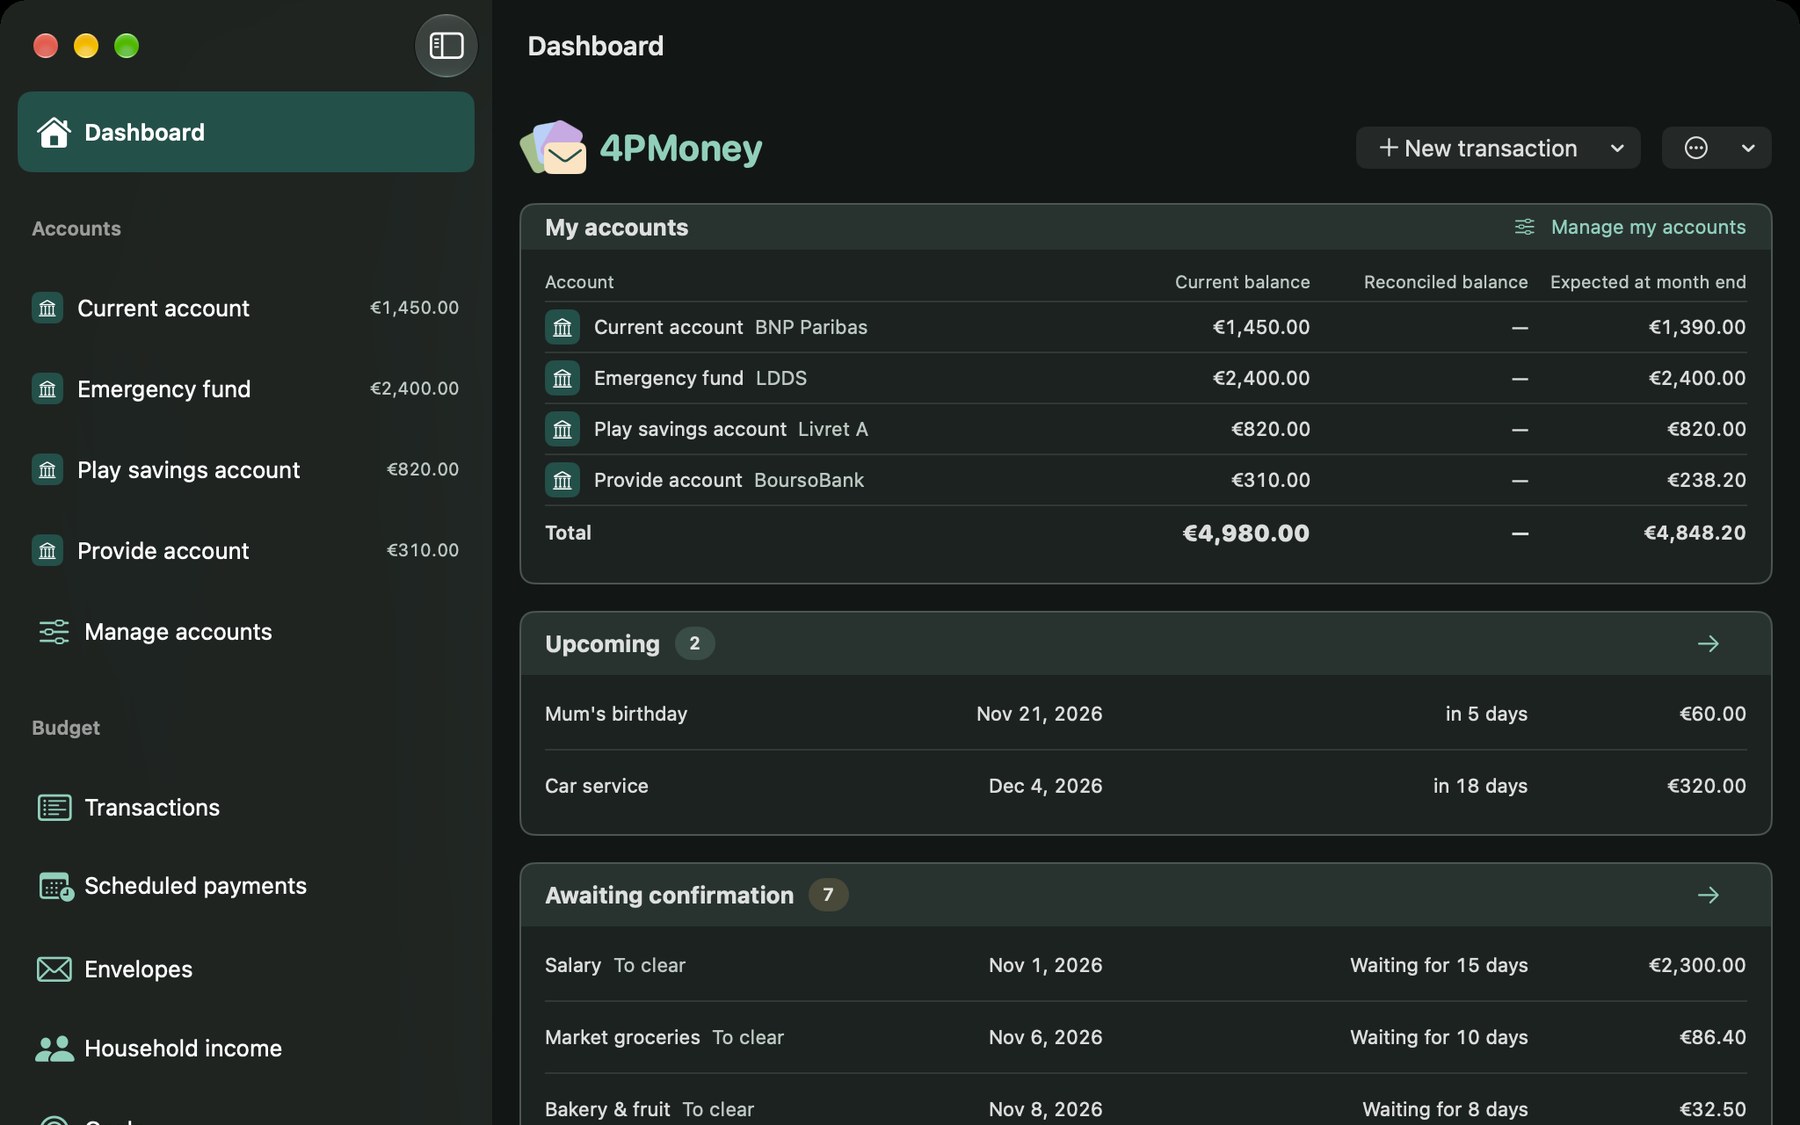 Dashboard
Accounts
Current account €1,450.00
Emergency fund €2,400.00
Play savings account €820.00
Provide account €310.00
Manage accounts
Budget
Transactions
Scheduled payments
Envelopes
Household income
Dashboard
4PMoney
New transaction
My accounts Manage my accounts
Account Current balance Reconciled balance Expected at month end
Current account BNP Paribas €1,450.00 — €1,390.00
Emergency fund LDDS €2,400.00 — €2,400.00
Play savings account Livret A €820.00 — €820.00
Provide account BoursoBank €310.00 — €238.20
Total €4,980.00 — €4,848.20
Upcoming 2
Mum's birthday Nov 21, 2026 in 5 days €60.00
Car service Dec 4, 2026 in 18 days €320.00
Awaiting confirmation 7
Salary To clear Nov 1, 2026 Waiting for 15 days €2,300.00
Market groceries To clear Nov 6, 2026 Waiting for 10 days €86.40
Bakery & fruit To clear Nov 8, 2026 Waiting for 8 days €32.50